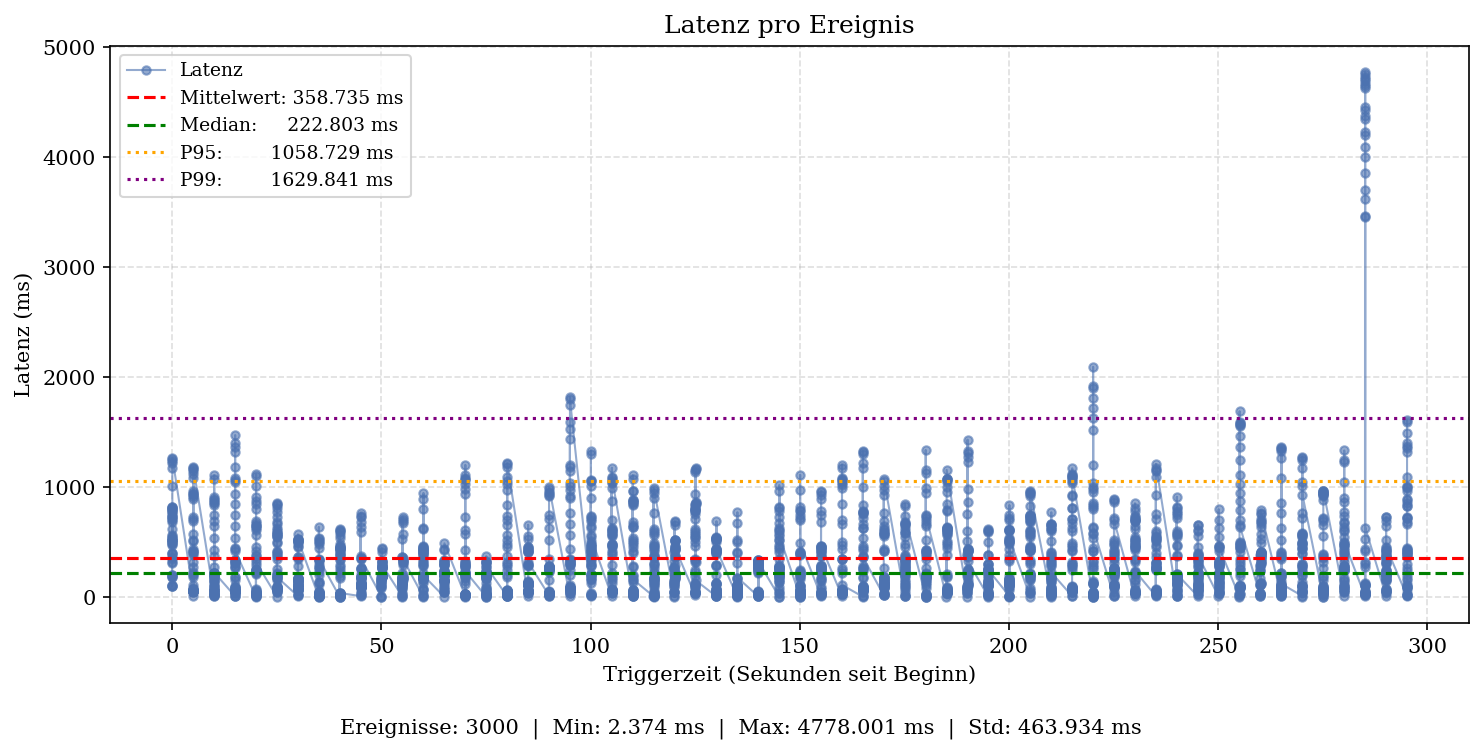 Latenz pro Ereignis
5000
4000
3000
2000
1000
0
Latenz (ms)
Latenz
Mittelwert: 358.735 ms
Median: 222.803 ms
P95: 1058.729 ms
P99: 1629.841 ms
0 50 100 150 200 250 300
Triggerzeit (Sekunden seit Beginn)
Ereignisse: 3000 | Min: 2.374 ms | Max: 4778.001 ms | Std: 463.934 ms